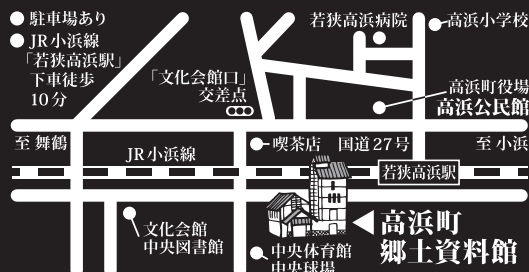 駐車場あり
JR小浜線
「若狭高浜駅」
下車徒歩
10分
若狭高浜病院
高浜小学校
「文化会館口」
交差点
高浜町役場
高浜公民館
至 舞鶴
JR小浜線
喫茶店
国道27号
至 小浜
若狭高浜駅
文化会館
中央図書館
高浜町
郷土資料館
中央体育館
中央球場